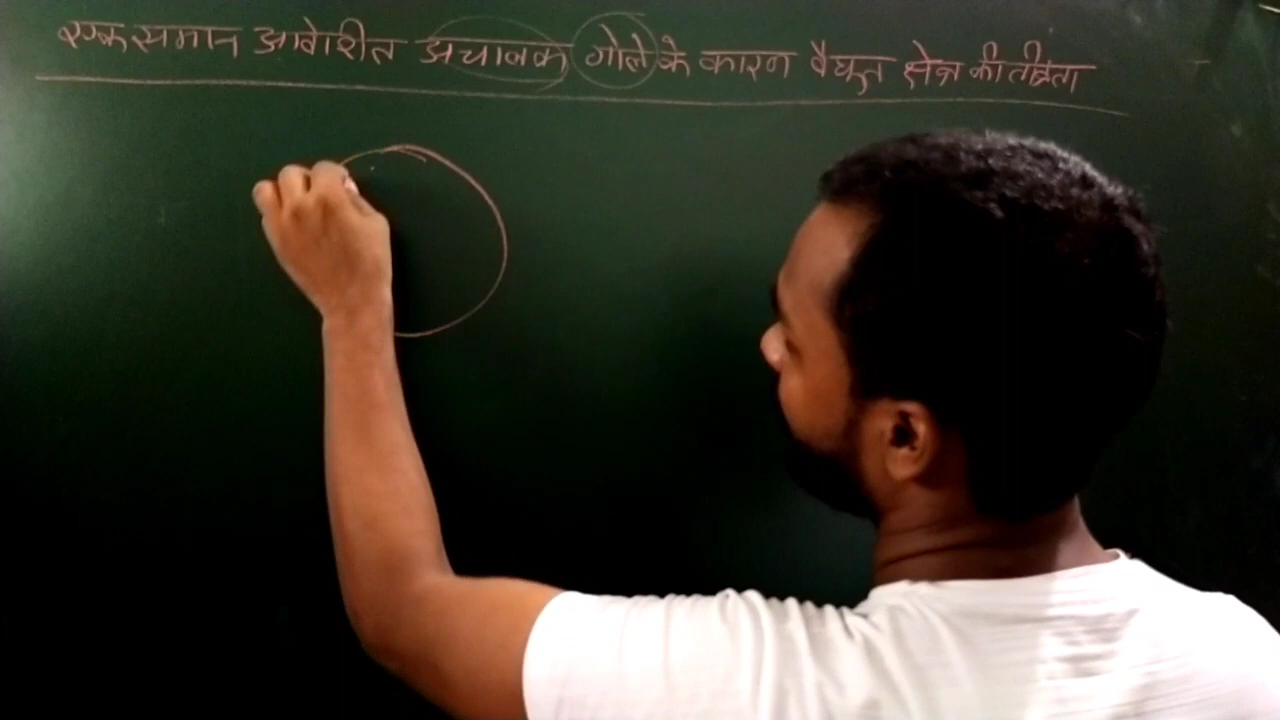 एकसमान आवेशीत अचालक गोले के कारण वैद्युत क्षेत्र की तीव्रता